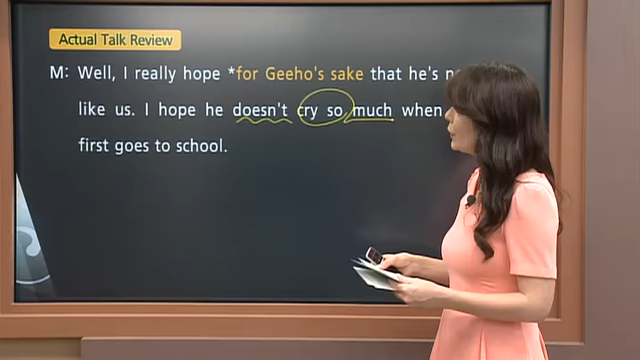 Actual Talk Review
M: Well, I really hope *for Geeho's sake that he's
like us. I hope he doesn't cry so much when
first goes to school.